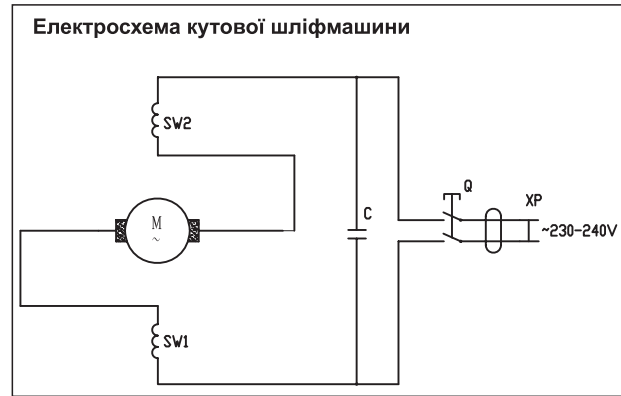 Електросхема кутової шліфмашини
SW2
Q
XP
M
~
C
~230-240V
SW1